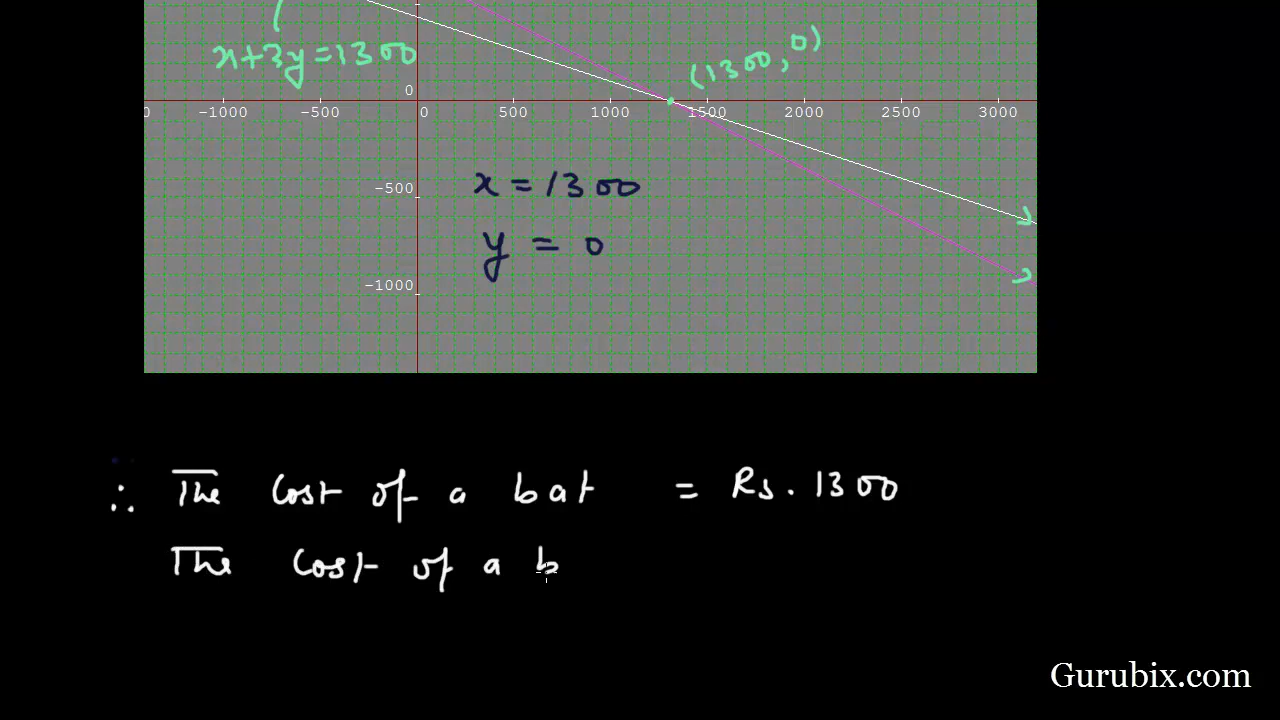 x+3y=1300
(1300,0)
0
0 -1000 -500 0 500 1000 1500 2000 2500 3000
x = 1300
-500
y = 0
-1000
∴ The cost of a bat = Rs. 1300
The cost of a b
Gurubix.com